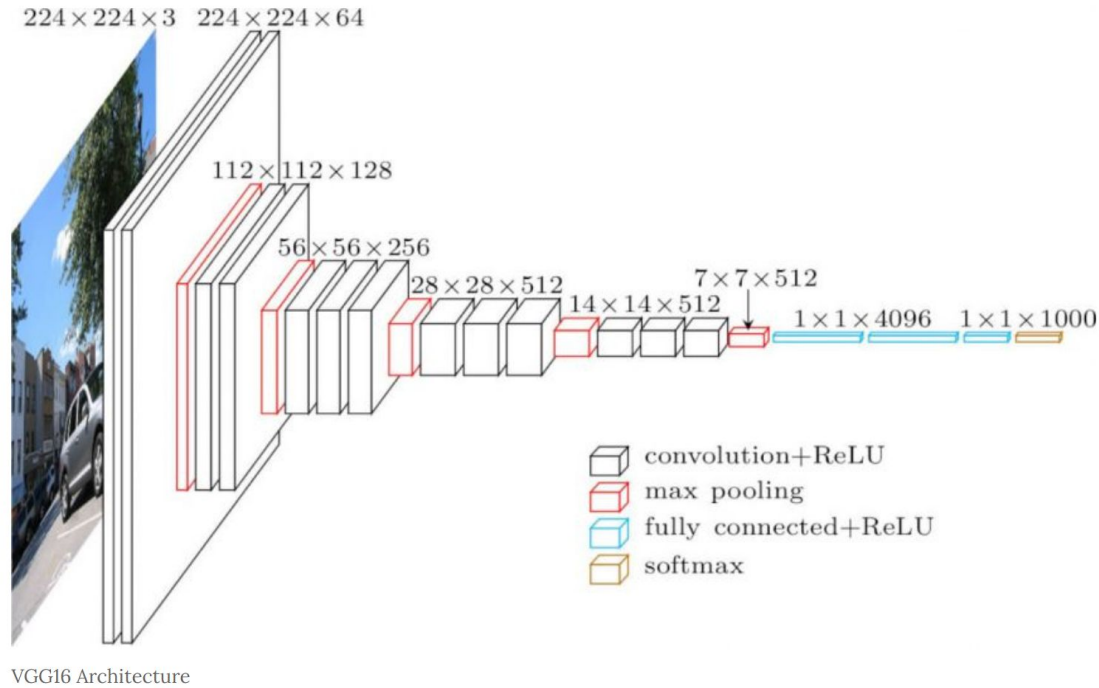 224×224×3
224×224×64
112×112×128
56×56×256
28×28×512
14×14×512
7×7×512
1×1×4096
1×1×1000
convolution+ReLU
max pooling
fully connected+ReLU
softmax
VGG16 Architecture